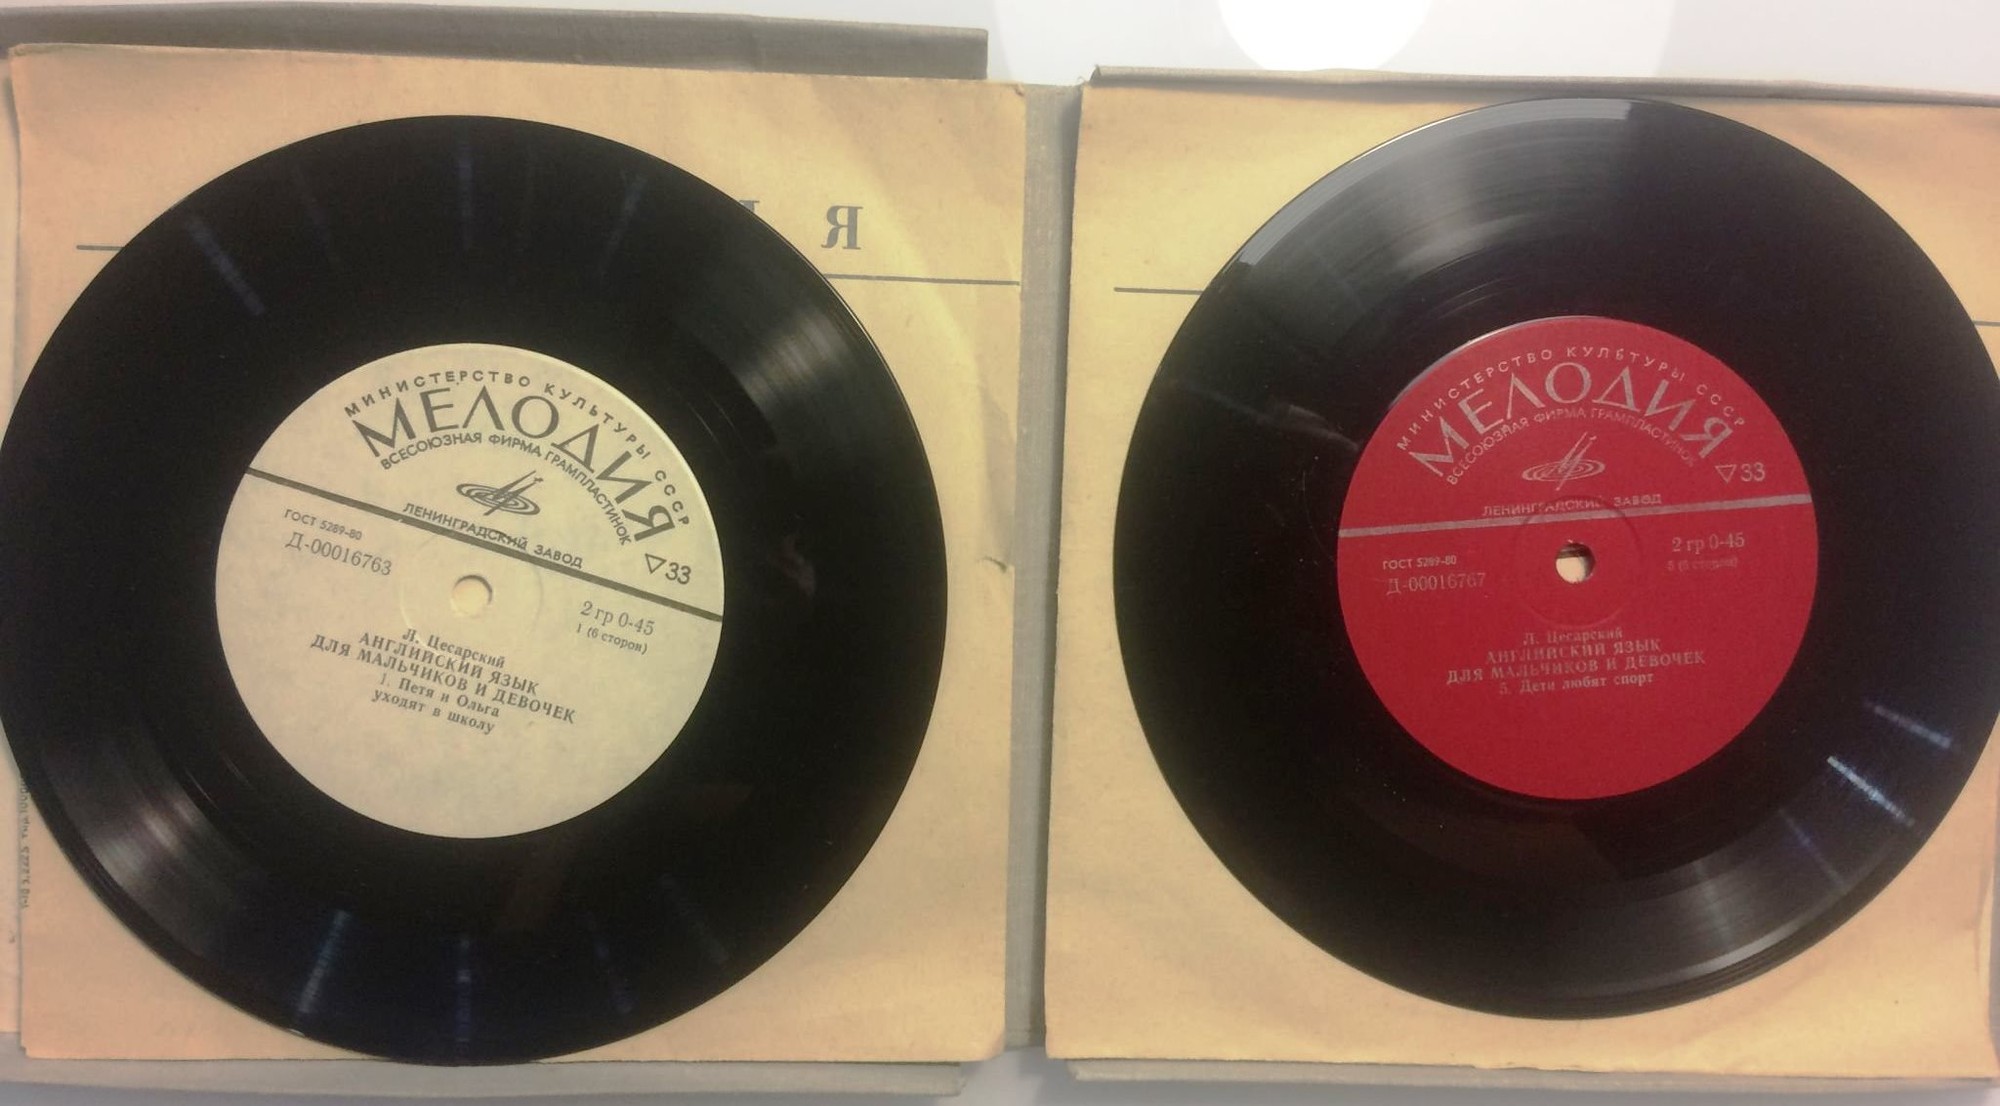 Я
МИНИСТЕРСТВО КУЛЬТУРЫ СССР
МЕЛОДИЯ
ВСЕСОЮЗНАЯ ФИРМА ГРАМПЛАСТИНОК
ЛЕНИНГРАДСКИЙ ЗАВОД
▽33
ГОСТ 5289-80
Д-00016763
2 гр 0-45
1 (6 сторон)
Л. Цесарский
АНГЛИЙСКИЙ ЯЗЫК
ДЛЯ МАЛЬЧИКОВ И ДЕВОЧЕК
1. Петя и Ольга
уходят в школу
МИНИСТЕРСТВО КУЛЬТУРЫ СССР
МЕЛОДИЯ
ВСЕСОЮЗНАЯ ФИРМА ГРАМПЛАСТИНОК
▽33
ЛЕНИНГРАДСКИЙ ЗАВОД
ГОСТ 5289-80
Д-00016767
2 гр 0-45
5 (6 сторон)
Л. Цесарский
АНГЛИЙСКИЙ ЯЗЫК
ДЛЯ МАЛЬЧИКОВ И ДЕВОЧЕК
5. Дети любят спорт